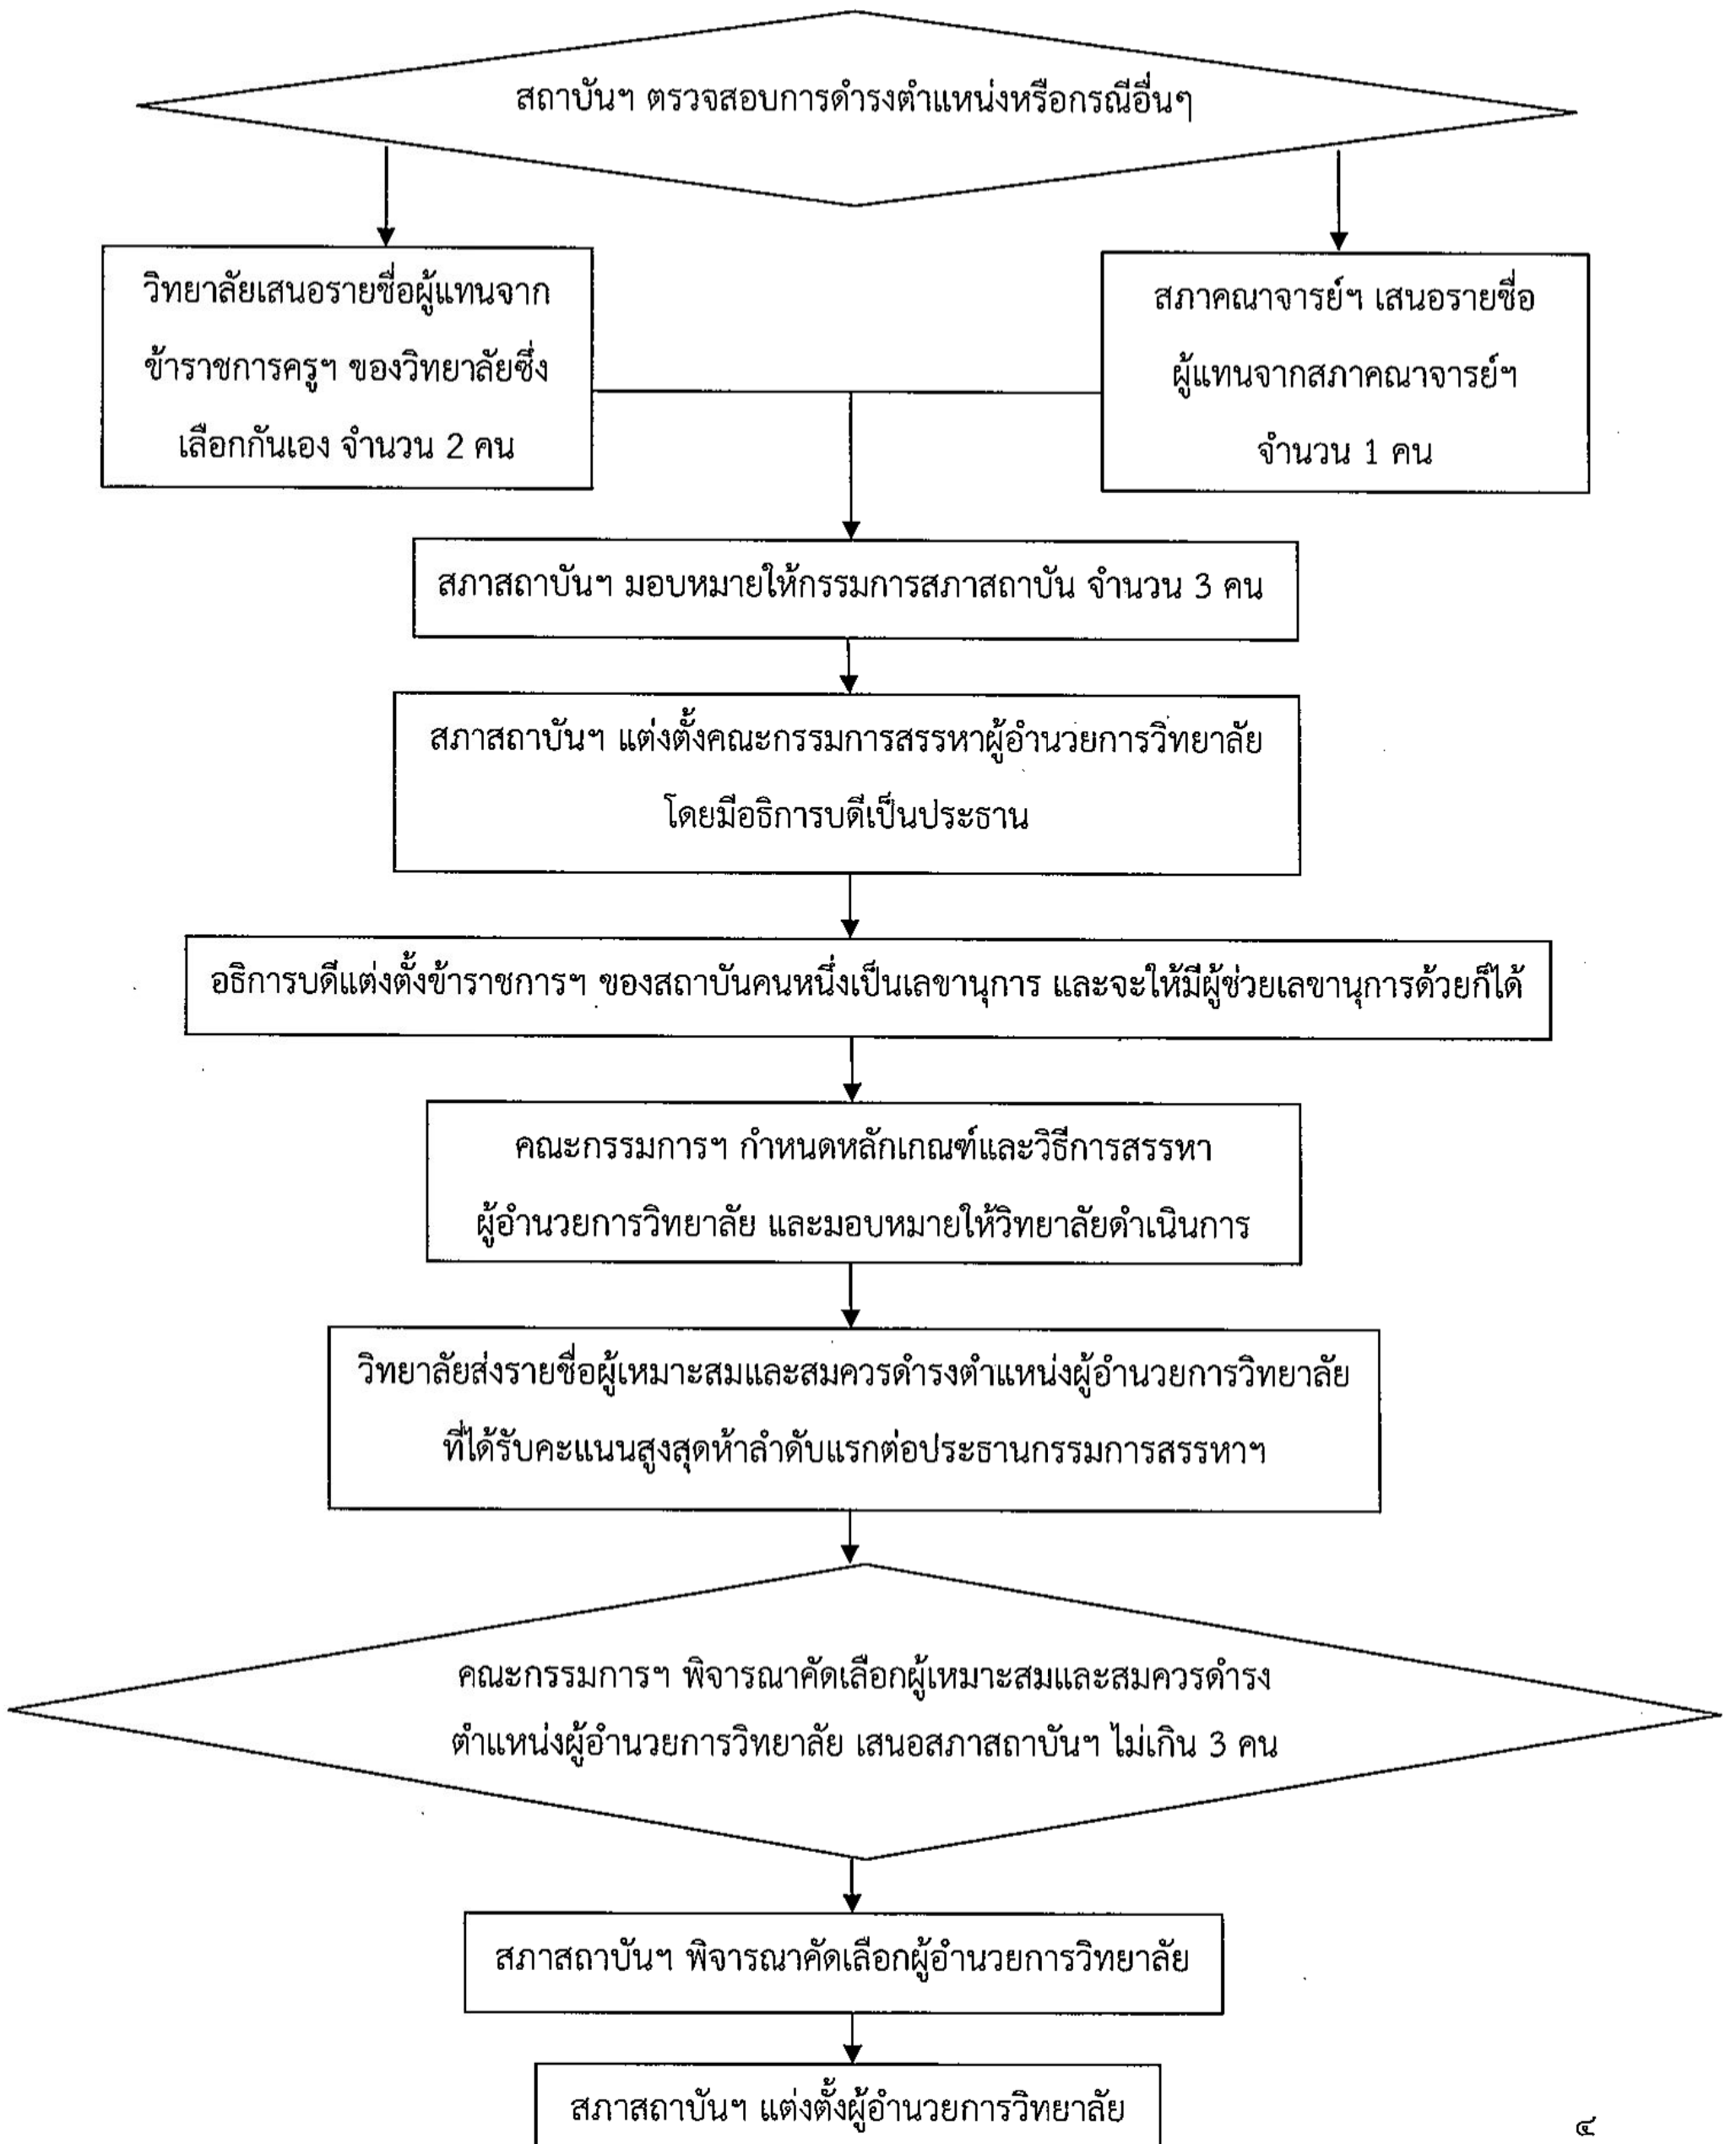 สถาบันฯ ตรวจสอบการดำรงตำแหน่งหรือกรณีอื่นๆ
วิทยาลัยเสนอรายชื่อผู้แทนจาก
ข้าราชการครูฯ ของวิทยาลัยซึ่ง
เลือกกันเอง จำนวน 2 คน
สภาคณาจารย์ฯ เสนอรายชื่อ
ผู้แทนจากสภาคณาจารย์ฯ
จำนวน 1 คน
สภาสถาบันฯ มอบหมายให้กรรมการสภาสถาบัน จำนวน 3 คน
สภาสถาบันฯ แต่งตั้งคณะกรรมการสรรหาผู้อำนวยการวิทยาลัย
โดยมีอธิการบดีเป็นประธาน
อธิการบดีแต่งตั้งข้าราชการฯ ของสถาบันคนหนึ่งเป็นเลขานุการ และจะให้มีผู้ช่วยเลขานุการด้วยก็ได้
คณะกรรมการฯ กำหนดหลักเกณฑ์และวิธีการสรรหา
ผู้อำนวยการวิทยาลัย และมอบหมายให้วิทยาลัยดำเนินการ
วิทยาลัยส่งรายชื่อผู้เหมาะสมและสมควรดำรงตำแหน่งผู้อำนวยการวิทยาลัย
ที่ได้รับคะแนนสูงสุดห้าลำดับแรกต่อประธานกรรมการสรรหาฯ
คณะกรรมการฯ พิจารณาคัดเลือกผู้เหมาะสมและสมควรดำรง
ตำแหน่งผู้อำนวยการวิทยาลัย เสนอสภาสถาบันฯ ไม่เกิน 3 คน
สภาสถาบันฯ พิจารณาคัดเลือกผู้อำนวยการวิทยาลัย
สภาสถาบันฯ แต่งตั้งผู้อำนวยการวิทยาลัย
๔